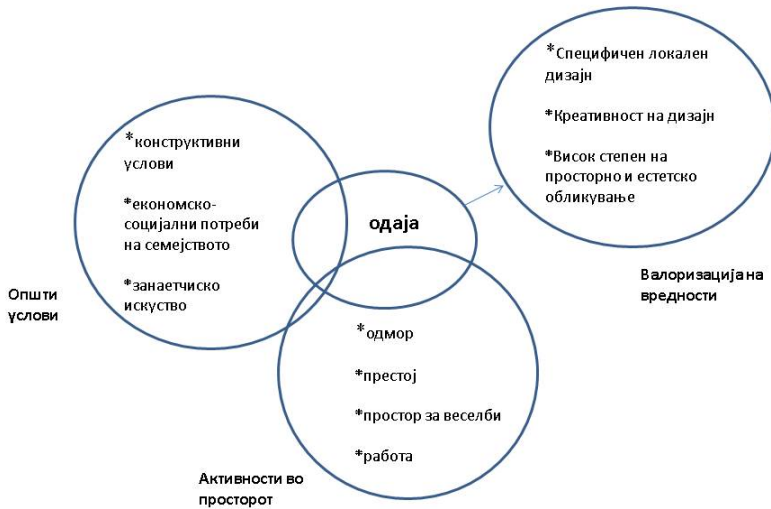 *конструктивни
услови
*економско-
социјални потреби
на семејството
*занаетчиско
искуство
Општи
услови
одаја
*одмор
*престој
*простор за веселби
*работа
Активности во
просторот
*Специфичен локален
дизајн
*Креативност на дизајн
*Висок степен на
просторно и естетско
обликување
Валоризација на
вредности